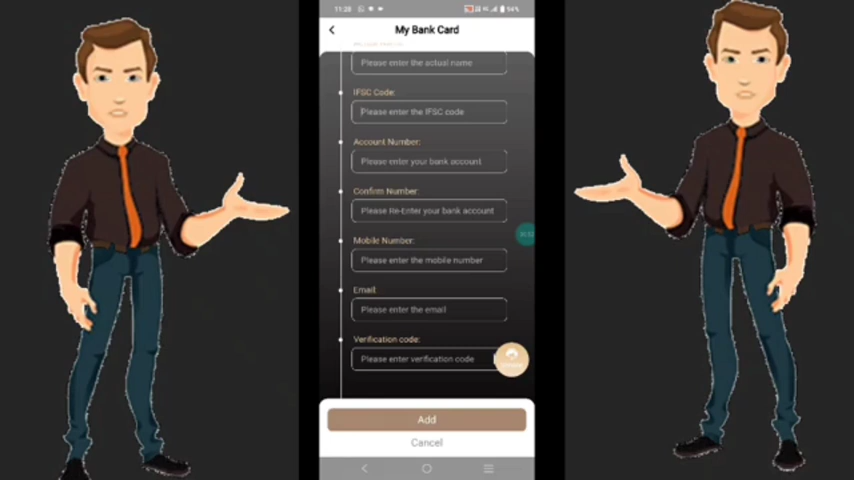 11:28
94%
My Bank Card
Please enter the actual name
IFSC Code:
Please enter the IFSC code
Account Number:
Please enter your bank account
Confirm Number:
Please Re-Enter your bank account
Mobile Number:
Please enter the mobile number
Email:
Please enter the email
Verification code:
Please enter verification code
Add
Cancel